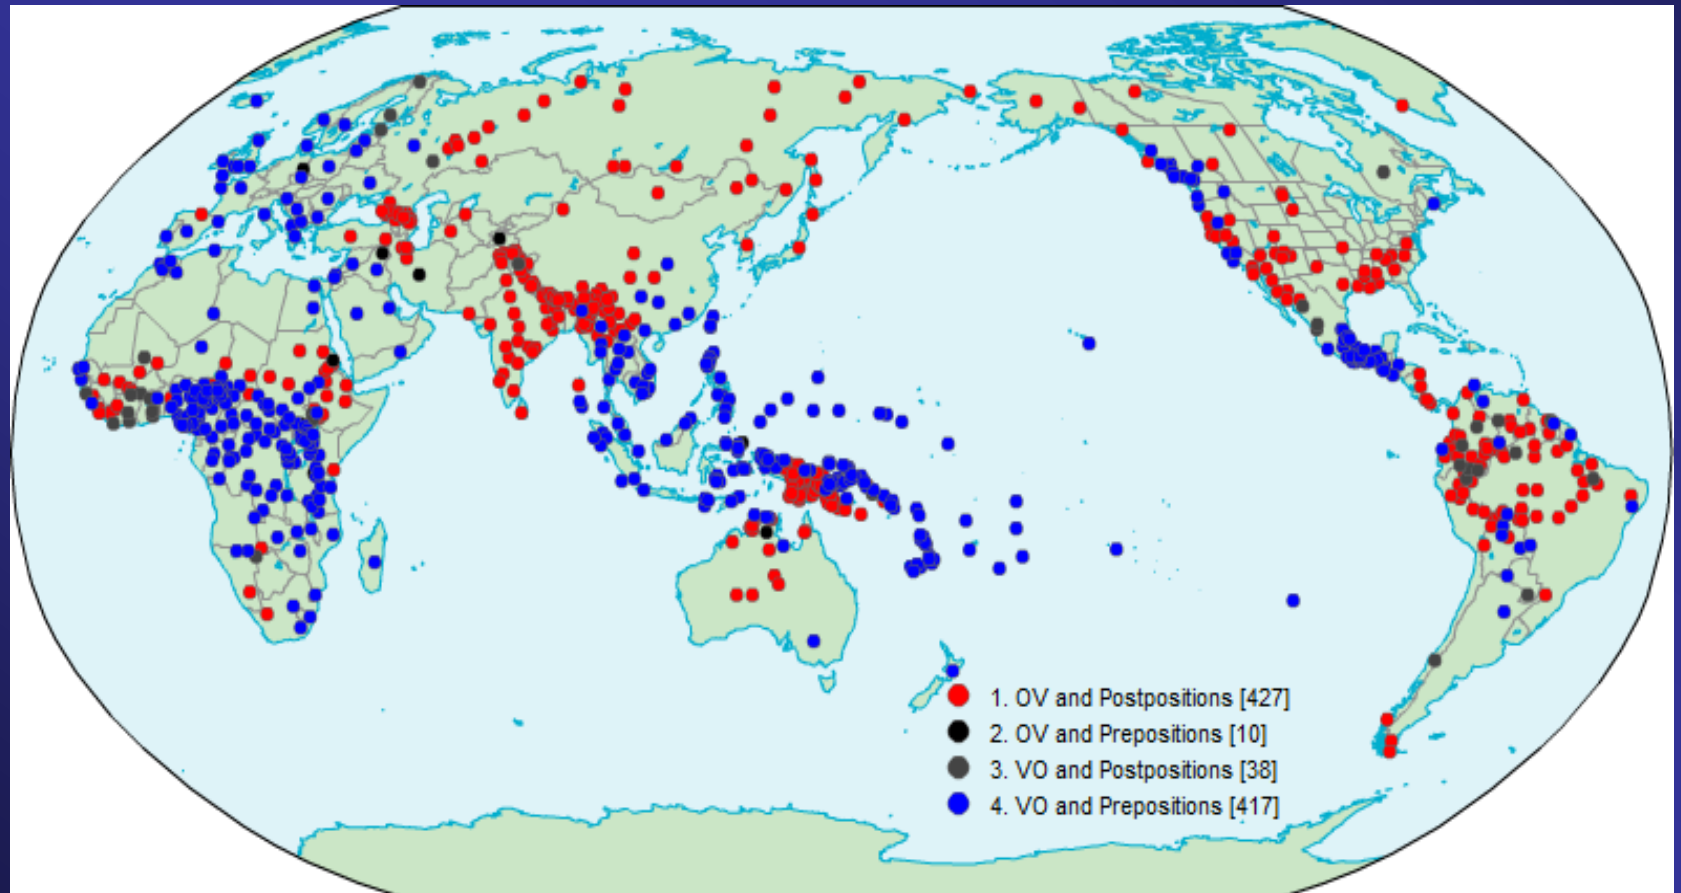 1. OV and Postpositions [427]
2. OV and Prepositions [10]
3. VO and Postpositions [38]
4. VO and Prepositions [417]